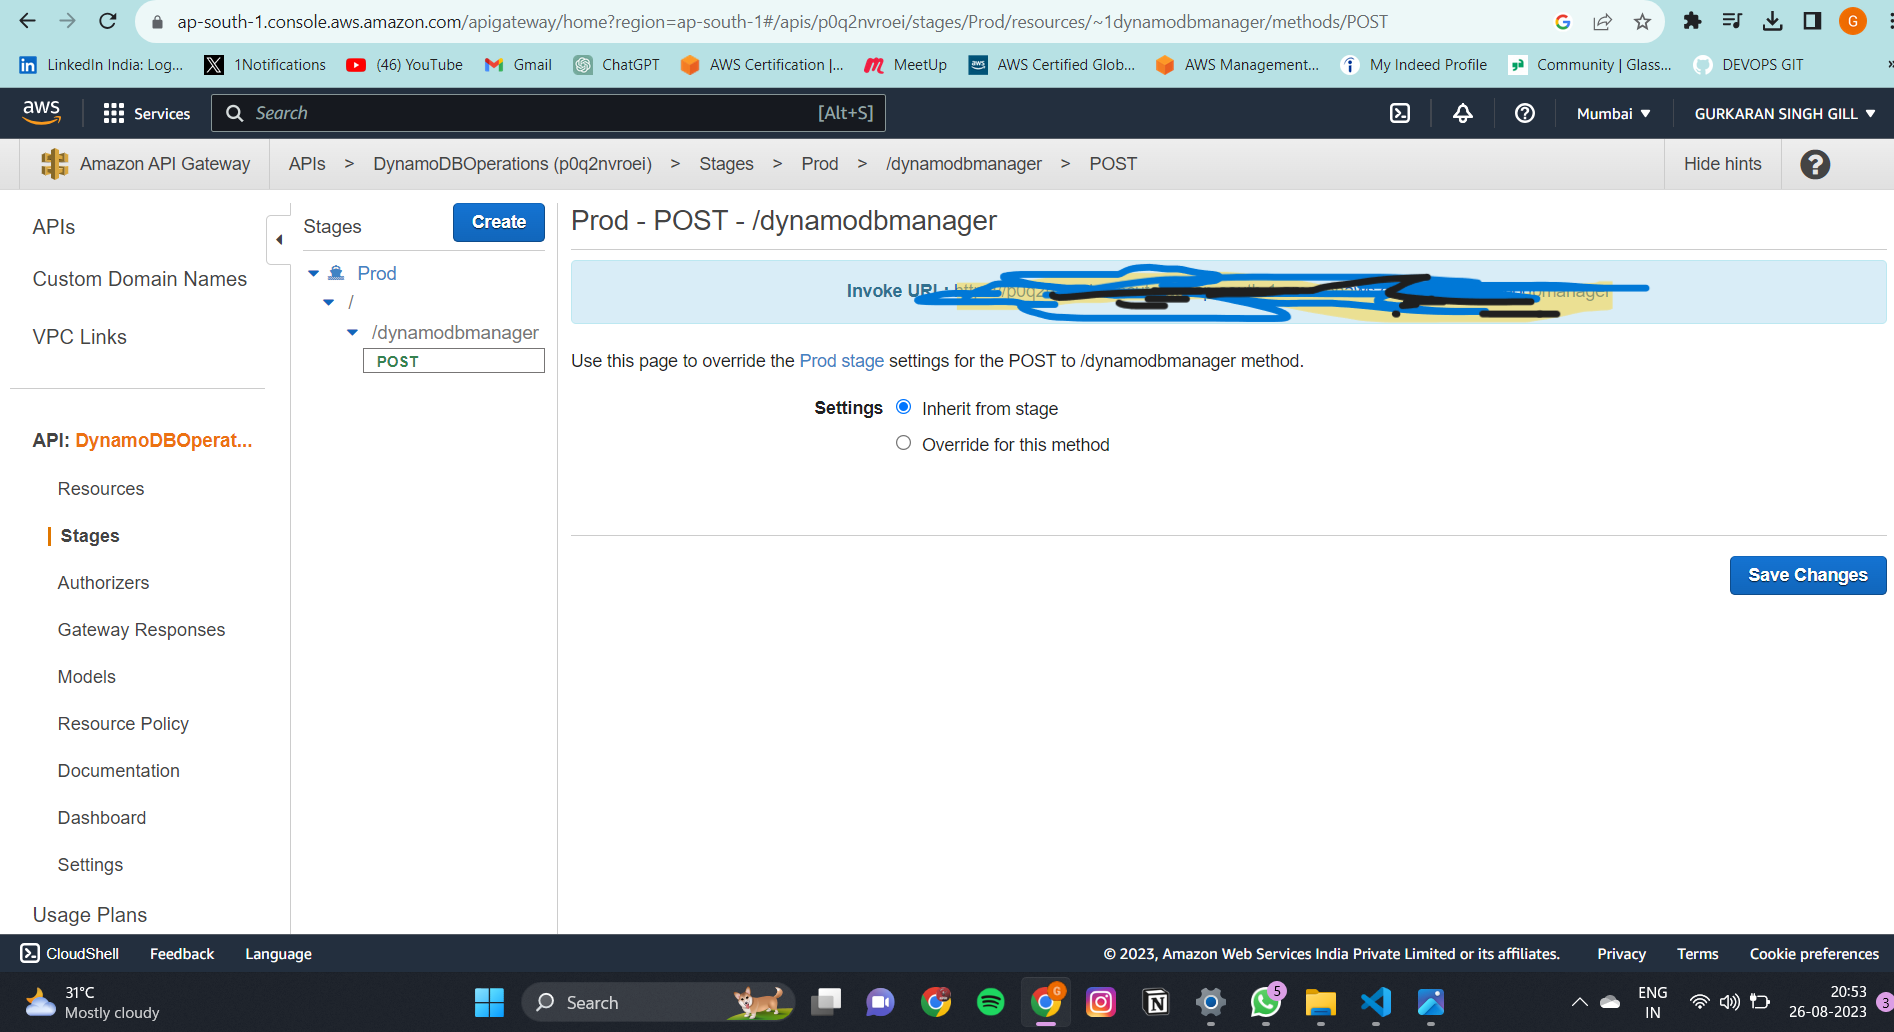 ap-south-1.console.aws.amazon.com/apigateway/home?region=ap-south-1#/apis/p0q2nvroei/stages/Prod/resources/~1dynamodbmanager/methods/POST
G
LinkedIn India: Log... 1Notifications (46) YouTube Gmail ChatGPT AWS Certification |... MeetUp AWS Certified Glob... AWS Management... My Indeed Profile Community | Glass... DEVOPS GIT »
aws Services Search [Alt+S] Mumbai GURKARAN SINGH GILL
Amazon API Gateway APIs > DynamoDBOperations (p0q2nvroei) > Stages > Prod > /dynamodbmanager > POST Hide hints ?
APIs
Custom Domain Names
VPC Links
API: DynamoDBOperat...
Resources
Stages
Authorizers
Gateway Responses
Models
Resource Policy
Documentation
Dashboard
Settings
Usage Plans
Stages Create
Prod
/
/dynamodbmanager
POST
Prod - POST - /dynamodbmanager
Invoke URL:
Use this page to override the Prod stage settings for the POST to /dynamodbmanager method.
Settings Inherit from stage
Override for this method
Save Changes
CloudShell Feedback Language © 2023, Amazon Web Services India Private Limited or its affiliates. Privacy Terms Cookie preferences
31°C
Mostly cloudy
Search
G
5
ENG
IN
20:53
26-08-2023
3